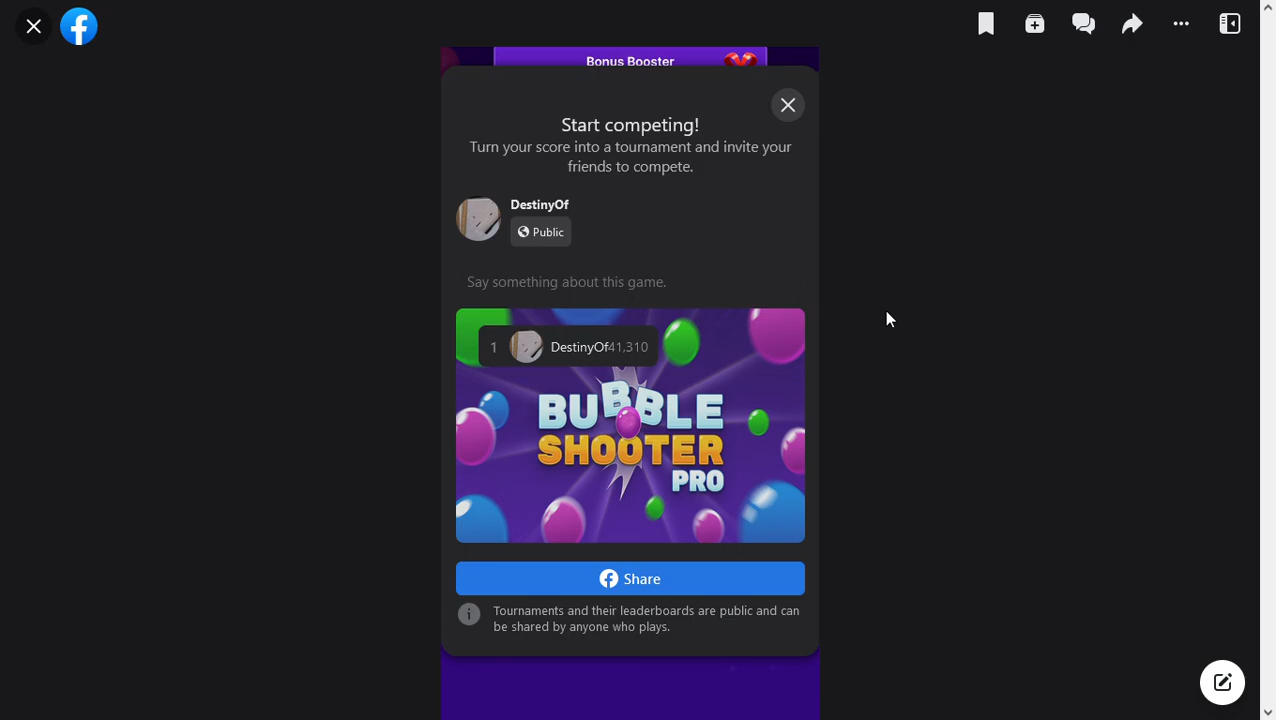 Bonus Booster
Start competing!
Turn your score into a tournament and invite your
friends to compete.
DestinyOf
Public
Say something about this game.
1 DestinyOf41,310
BUBBLE
SHOOTER
PRO
Share
Tournaments and their leaderboards are public and can
be shared by anyone who plays.